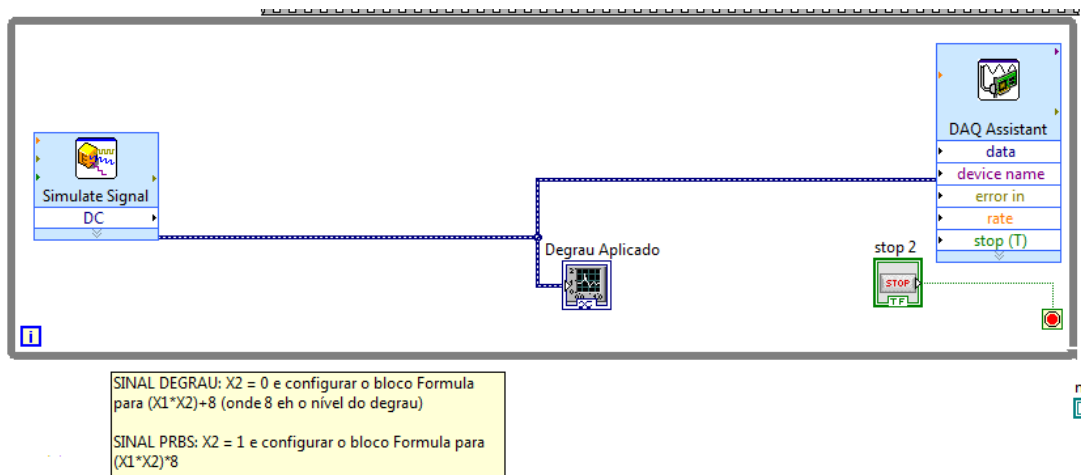 Simulate Signal
DC
DAQ Assistant
data
device name
error in
rate
stop (T)
Degrau Aplicado
stop 2
STOP
TF
i
SINAL DEGRAU: X2 = 0 e configurar o bloco Formula
para (X1*X2)+8 (onde 8 eh o nível do degrau)
SINAL PRBS: X2 = 1 e configurar o bloco Formula para
(X1*X2)*8